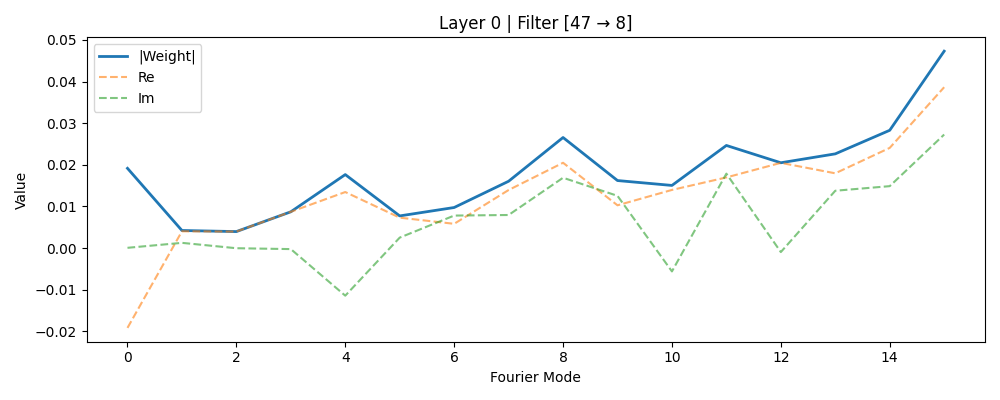 Layer 0 | Filter [47 → 8]
0.05
0.04
0.03
0.02
0.01
0.00
−0.01
−0.02
Value
|Weight|
Re
Im
0 2 4 6 8 10 12 14
Fourier Mode